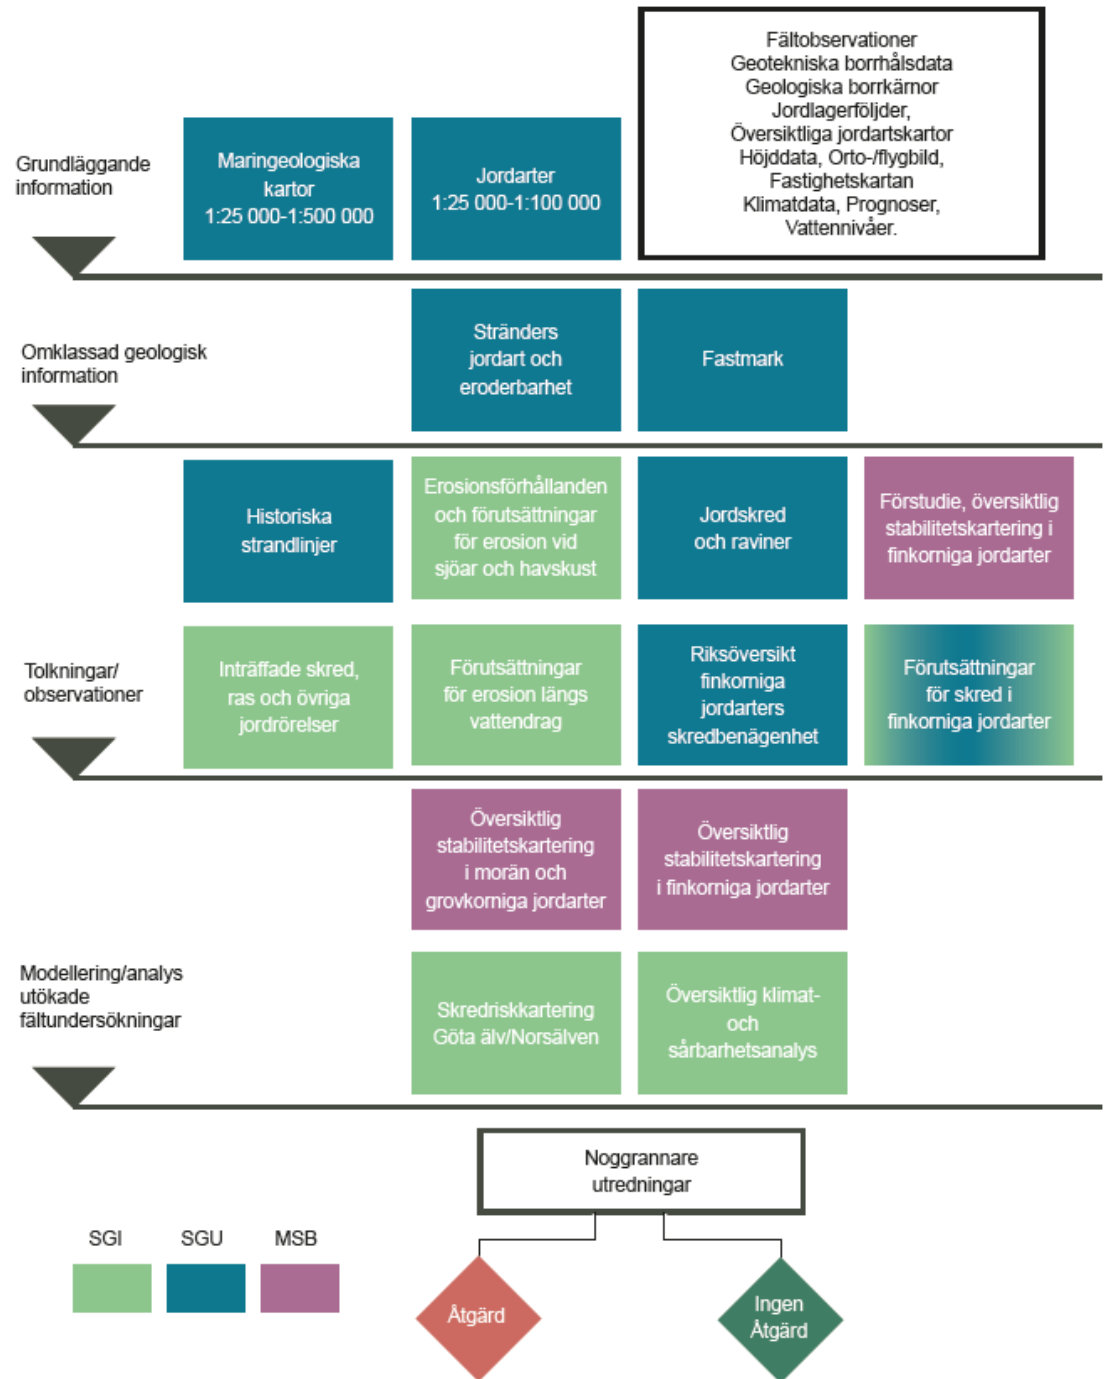 Grundläggande
information
Maringeologiska
kartor
1:25 000-1:500 000
Jordarter
1:25 000-1:100 000
Fältobservationer
Geotekniska borrhålsdata
Geologiska borrkärnor
Jordlagerföljder,
Översiktliga jordartskartor
Höjddata, Orto-/flygbild,
Fastighetskartan
Klimatdata, Prognoser,
Vattennivåer.
Omklassad geologisk
information
Stränders
jordart och
eroderbarhet
Fastmark
Tolkningar/
observationer
Historiska
strandlinjer
Erosionsförhållanden
och förutsättningar
för erosion vid
sjöar och havskust
Jordskred
och raviner
Förstudie, översiktlig
stabilitetskartering i
finkorniga jordarter
Inträffade skred,
ras och övriga
jordrörelser
Förutsättningar
för erosion längs
vattendrag
Riksöversikt
finkorniga
jordarters
skredbenägenhet
Förutsättningar
för skred i
finkorniga jordarter
Modellering/analys
utökade
fältundersökningar
Översiktlig
stabilitetskartering
i morän och
grovkorniga jordarter
Översiktlig
stabilitetskartering
i finkorniga jordarter
Skredriskkartering
Göta älv/Norsälven
Översiktlig klimat-
och
sårbarhetsanalys
Noggrannare
utredningar
SGI
SGU
MSB
Åtgärd
Ingen
Åtgärd